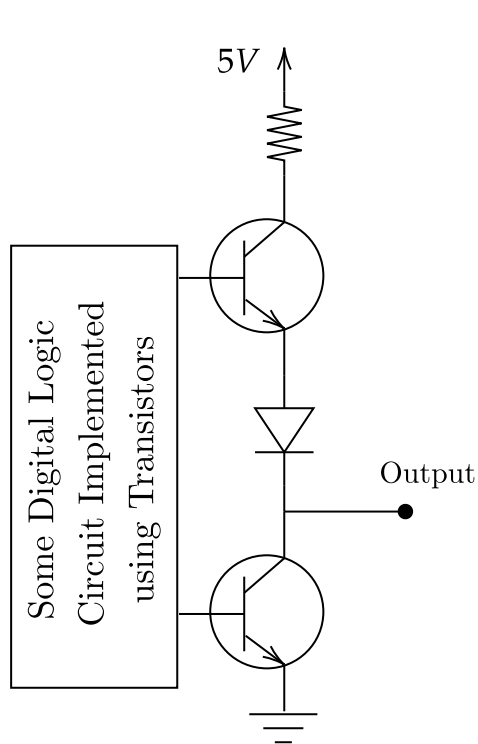 5V
Some Digital Logic
Circuit Implemented
using Transistors
Output